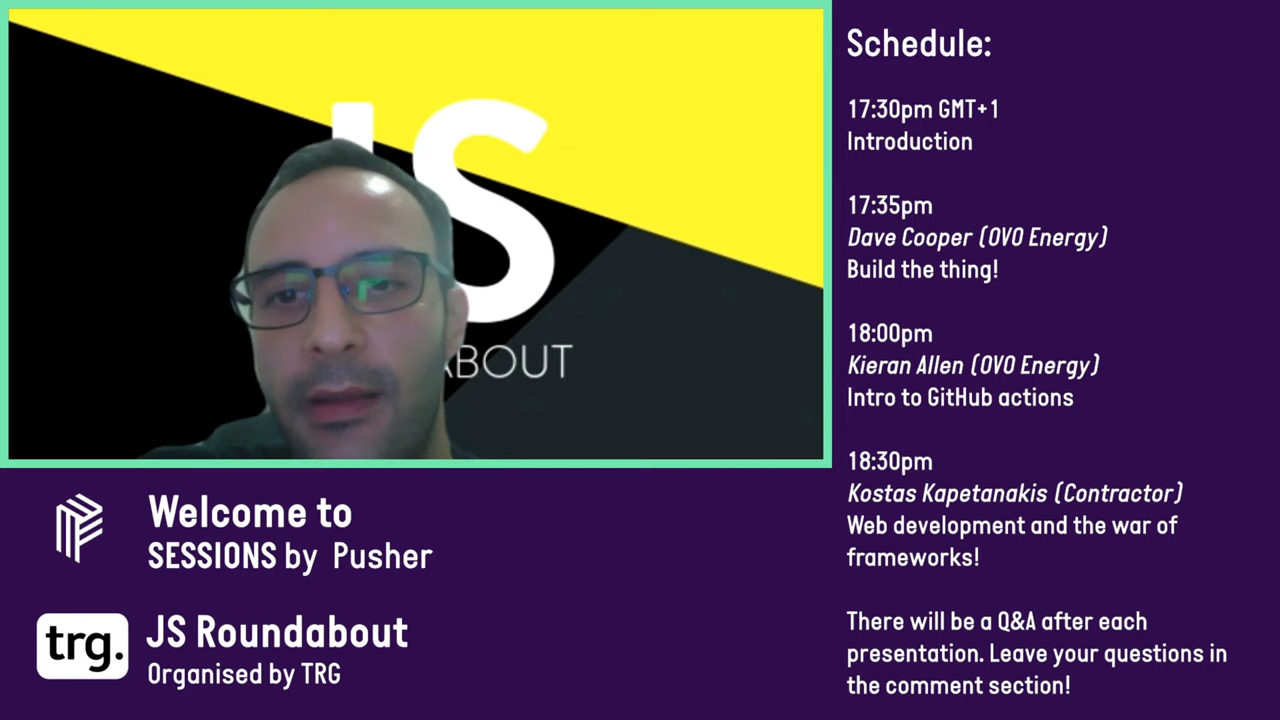 JS
ABOUT
Schedule:
17:30pm GMT+1
Introduction
17:35pm
Dave Cooper (OVO Energy)
Build the thing!
18:00pm
Kieran Allen (OVO Energy)
Intro to GitHub actions
18:30pm
Kostas Kapetanakis (Contractor)
Web development and the war of
frameworks!
There will be a Q&A after each
presentation. Leave your questions in
the comment section!
Welcome to
SESSIONS by Pusher
trg.
JS Roundabout
Organised by TRG